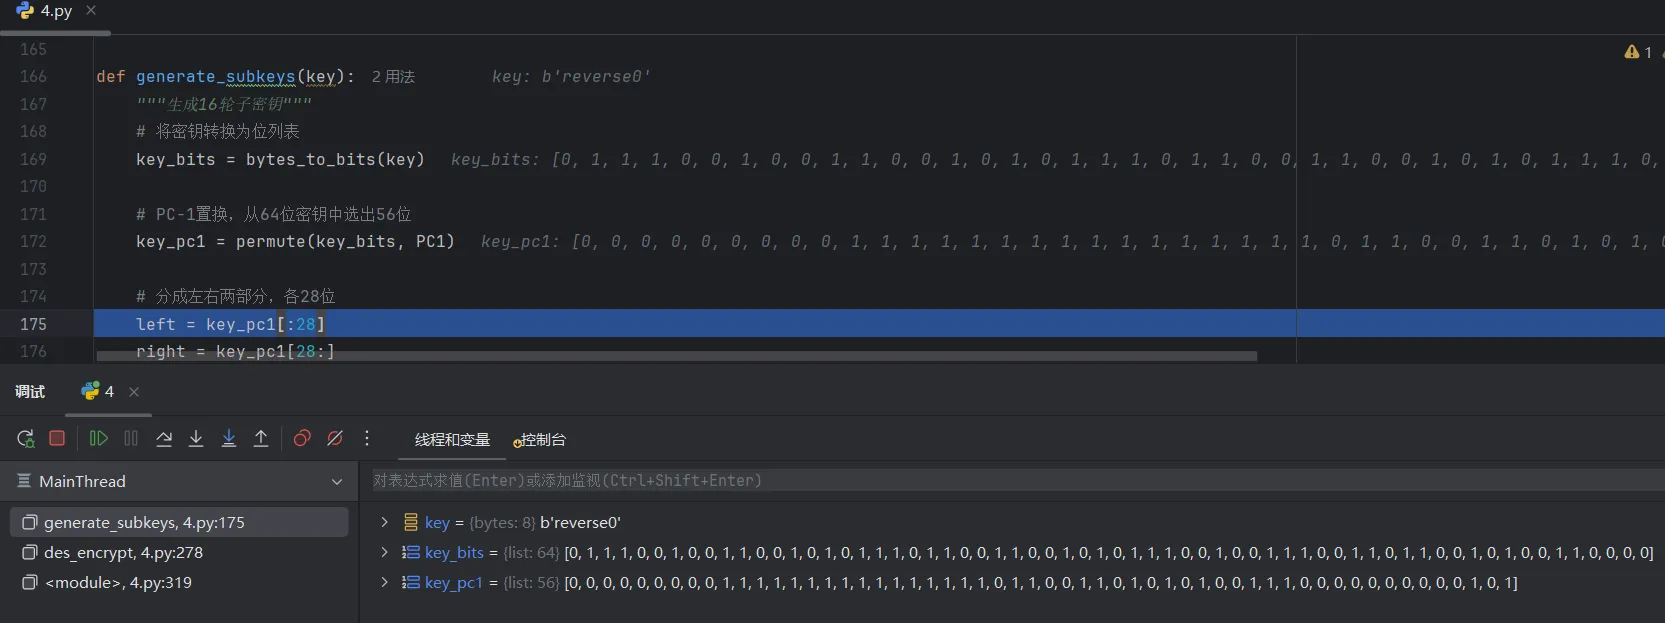 4.py
1
165
166 def generate_subkeys(key): 2 用法 key: b'reverse0'
167 """生成16轮子密钥"""
168 # 将密钥转换为位列表
169 key_bits = bytes_to_bits(key) key_bits: [0, 1, 1, 1, 0, 0, 1, 0, 0, 1, 1, 0, 0, 1, 0, 1, 0, 1, 1, 1, 0, 1, 1, 0, 0, 1, 1, 0, 0, 1, 0, 1, 0, 1, 1, 1, 0,
170
171 # PC-1置换，从64位密钥中选出56位
172 key_pc1 = permute(key_bits, PC1) key_pc1: [0, 0, 0, 0, 0, 0, 0, 0, 0, 1, 1, 1, 1, 1, 1, 1, 1, 1, 1, 1, 1, 1, 1, 1, 1, 0, 1, 1, 0, 0, 1, 1, 0, 1, 0, 1, 0
173
174 # 分成左右两部分，各28位
175 left = key_pc1[:28]
176 right = key_pc1[28:]
调试 4
线程和变量 控制台
MainThread
对表达式求值(Enter)或添加监视(Ctrl+Shift+Enter)
generate_subkeys, 4.py:175
des_encrypt, 4.py:278
<module>, 4.py:319
key = {bytes: 8} b'reverse0'
key_bits = {list: 64} [0, 1, 1, 1, 0, 0, 1, 0, 0, 1, 1, 0, 0, 1, 0, 1, 0, 1, 1, 1, 0, 1, 1, 0, 0, 1, 1, 0, 0, 1, 0, 1, 0, 1, 1, 1, 0, 0, 1, 0, 0, 1, 1, 1, 0, 0, 1, 1, 0, 1, 1, 0, 0, 1, 0, 1, 0, 0, 1, 1, 0, 0, 0, 0]
key_pc1 = {list: 56} [0, 0, 0, 0, 0, 0, 0, 0, 0, 1, 1, 1, 1, 1, 1, 1, 1, 1, 1, 1, 1, 1, 1, 1, 1, 0, 1, 1, 0, 0, 1, 1, 0, 1, 0, 1, 0, 1, 0, 0, 1, 1, 1, 0, 0, 0, 0, 0, 0, 0, 0, 0, 0, 1, 0, 1]